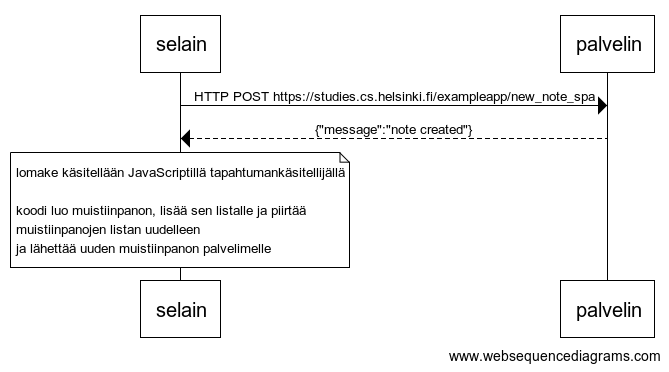 selain
palvelin
HTTP POST https://studies.cs.helsinki.fi/exampleapp/new_note_spa
{"message":"note created"}
lomake käsitellään JavaScriptillä tapahtumankäsitellijällä
koodi luo muistiinpanon, lisää sen listalle ja piirtää
muistiinpanojen listan uudelleen
ja lähettää uuden muistiinpanon palvelimelle
selain
palvelin
www.websequencediagrams.com